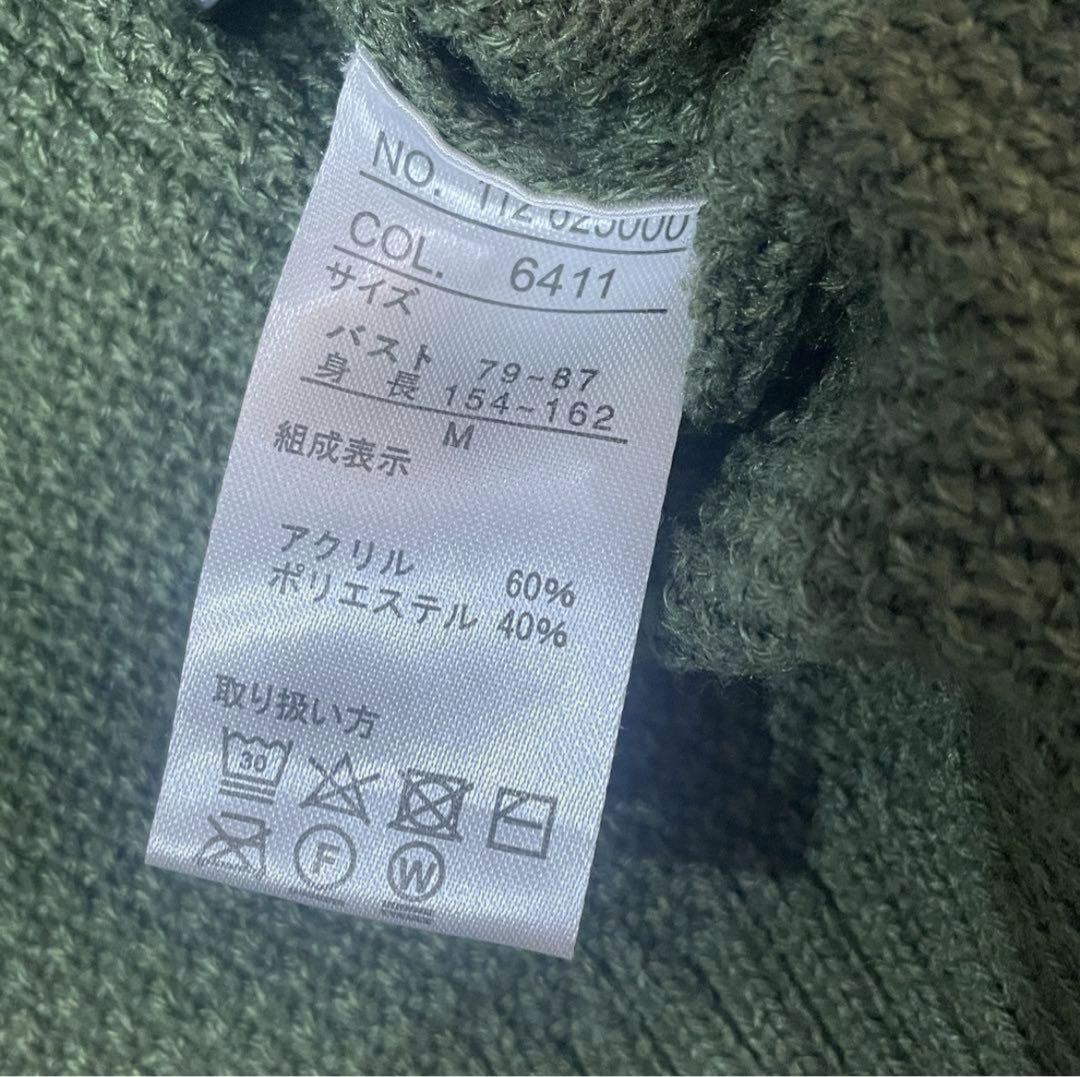 NO. 112
COL. 6411
サイズ
バスト 79~87
身長 154~162
M
組成表示
アクリル 60%
ポリエステル 40%
取り扱い方
30
F
W